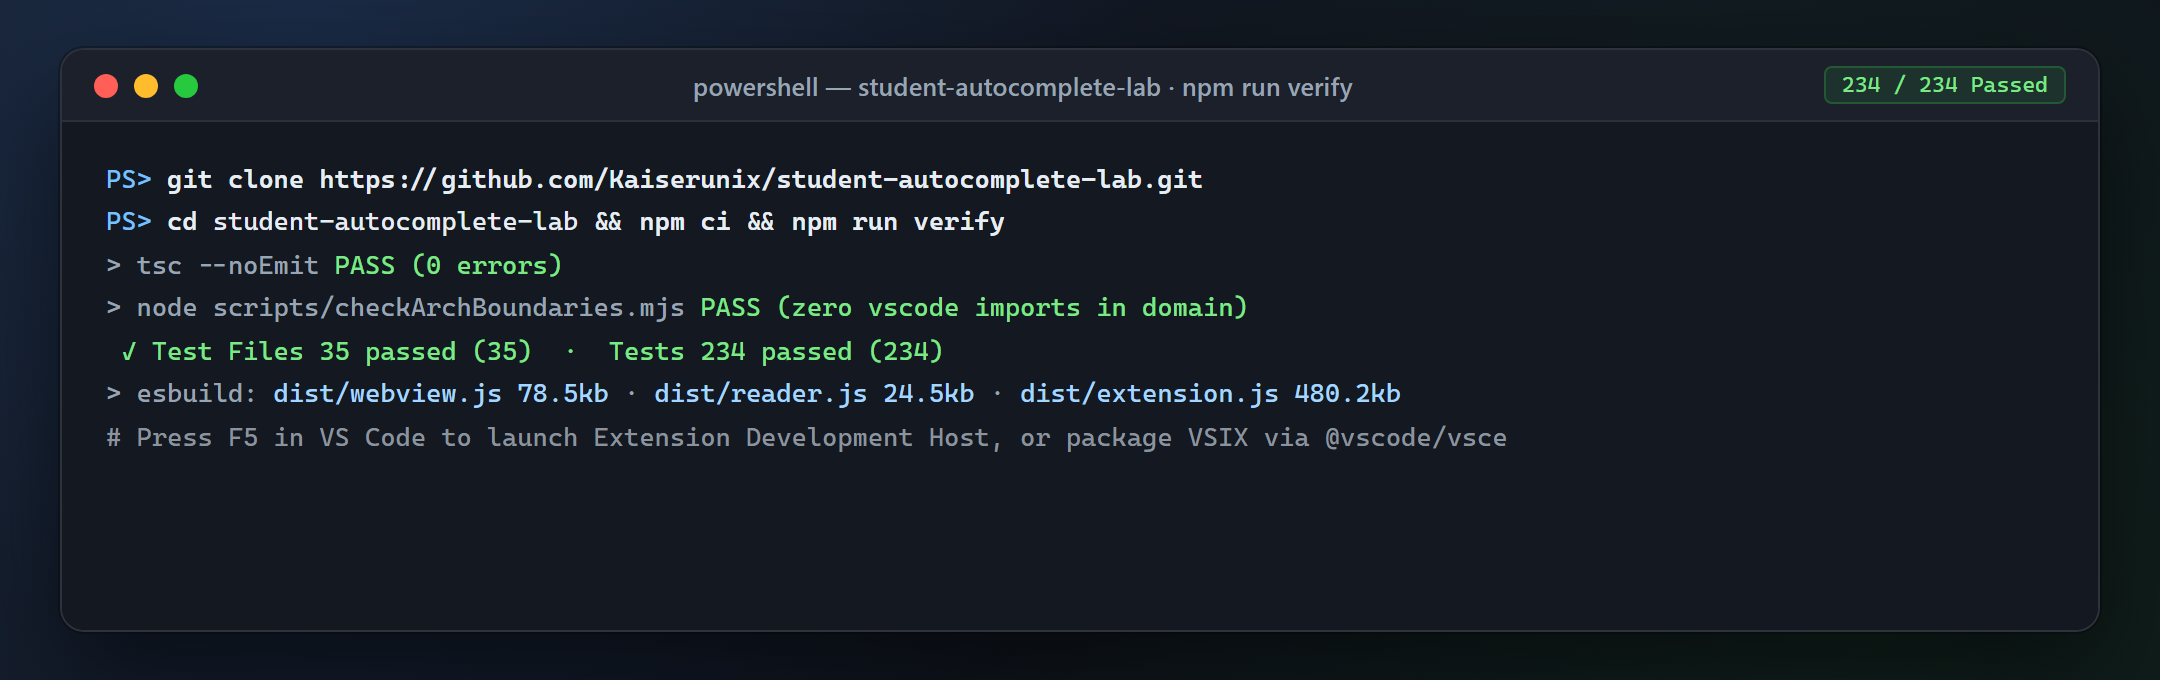 powershell — student-autocomplete-lab · npm run verify
234 / 234 Passed
PS> git clone https://github.com/Kaiserunix/student-autocomplete-lab.git
PS> cd student-autocomplete-lab && npm ci && npm run verify
> tsc --noEmit PASS (0 errors)
> node scripts/checkArchBoundaries.mjs PASS (zero vscode imports in domain)
√ Test Files 35 passed (35) · Tests 234 passed (234)
> esbuild: dist/webview.js 78.5kb · dist/reader.js 24.5kb · dist/extension.js 480.2kb
# Press F5 in VS Code to launch Extension Development Host, or package VSIX via @vscode/vsce